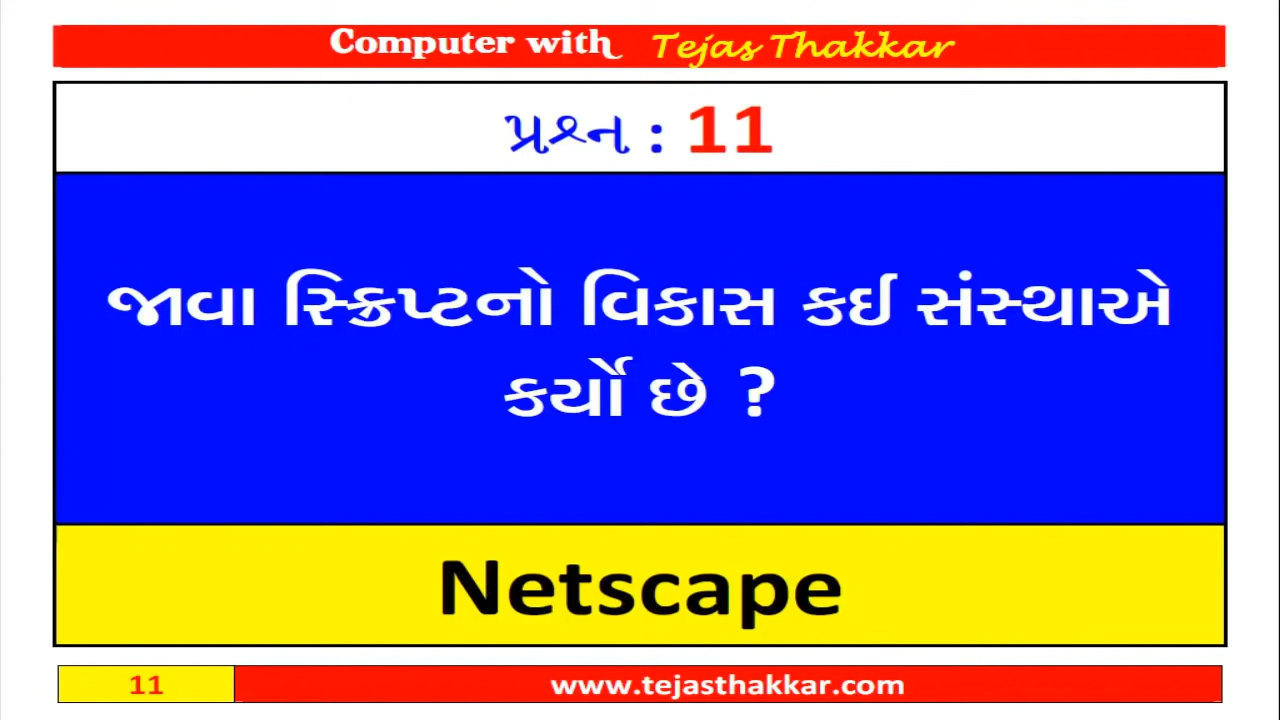 Computer with Tejas Thakkar
પ્રશ્ન : 11
જાવા સ્ક્રિપ્ટનો વિકાસ કઈ સંસ્થાએ
કર્યો છે ?
Netscape
11 www.tejasthakkar.com